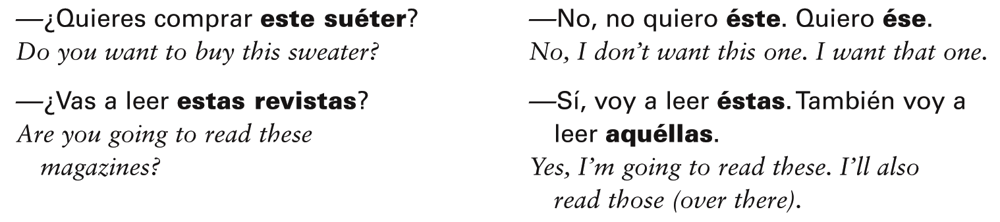 —¿Quieres comprar este suéter?
Do you want to buy this sweater?
—¿Vas a leer estas revistas?
Are you going to read these
magazines?
—No, no quiero éste. Quiero ése.
No, I don't want this one. I want that one.
—Sí, voy a leer éstas. También voy a
leer aquéllas.
Yes, I'm going to read these. I'll also
read those (over there).